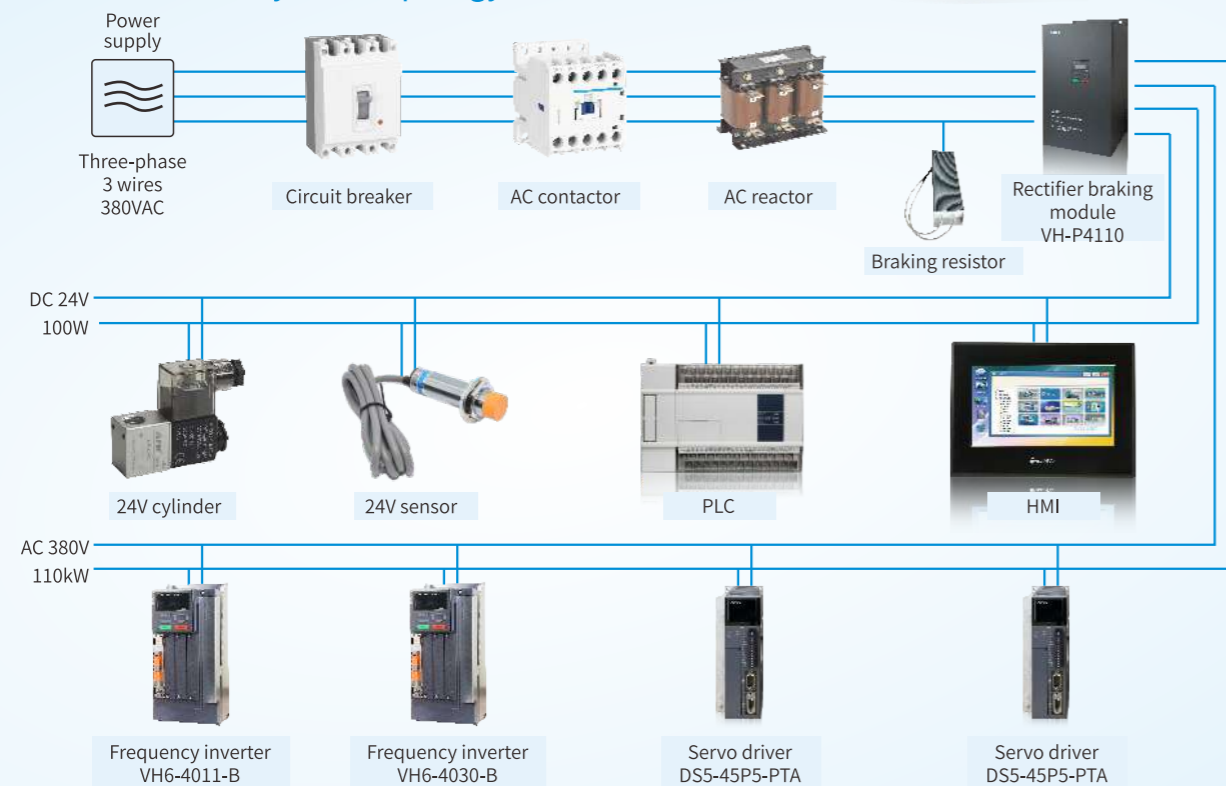 Power
supply
Three-phase
3 wires
380VAC
Circuit breaker
AC contactor
AC reactor
Rectifier braking
module
VH-P4110
Braking resistor
DC 24V
100W
24V cylinder
24V sensor
PLC
HMI
AC 380V
110kW
Frequency inverter
VH6-4011-B
Frequency inverter
VH6-4030-B
Servo driver
DS5-45P5-PTA
Servo driver
DS5-45P5-PTA